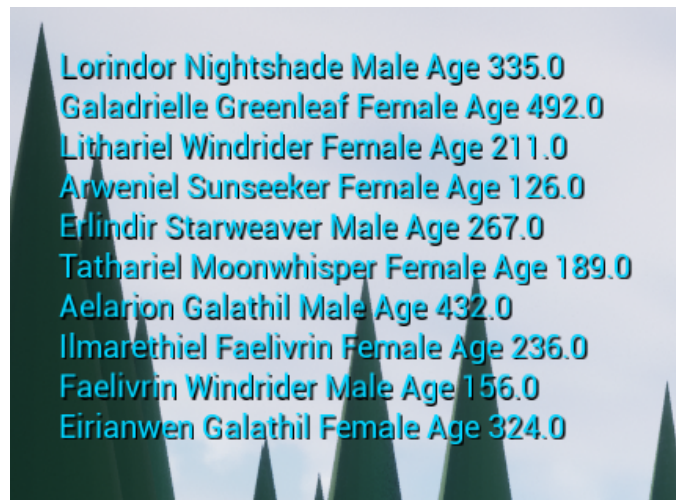 Lorindor Nightshade Male Age 335.0
Galadrielle Greenleaf Female Age 492.0
Lithariel Windrider Female Age 211.0
Arweniel Sunseeker Female Age 126.0
Erlindir Starweaver Male Age 267.0
Tathariel Moonwhisper Female Age 189.0
Aelarion Galathil Male Age 432.0
Ilmarethiel Faelivrin Female Age 236.0
Faelivrin Windrider Male Age 156.0
Eirianwen Galathil Female Age 324.0